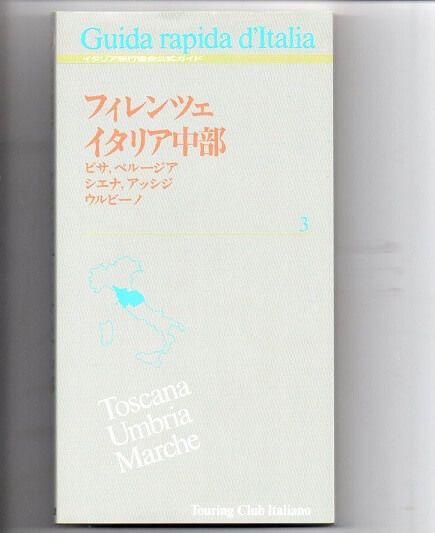 Guida rapida d'Italia
イタリア旅行協会公式ガイド
フィレンツェ
イタリア中部
ピサ，ペルージア
シエナ，アッシジ
ウルビーノ
3
Toscana
Umbria
Marche
Touring Club Italiano